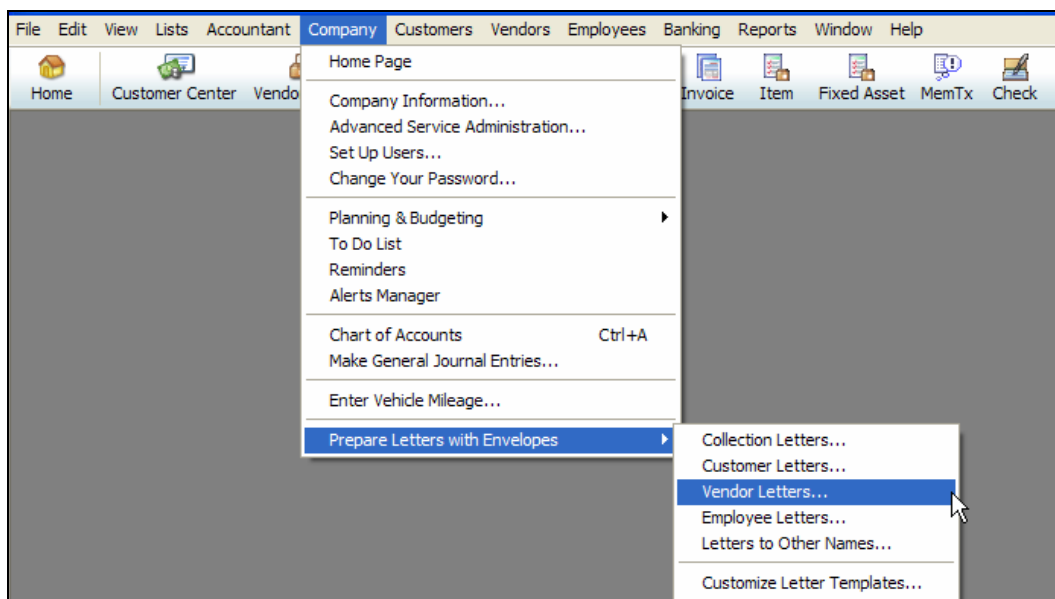 File Edit View Lists Accountant Company Customers Vendors Employees Banking Reports Window Help
Home Customer Center Invoice Item Fixed Asset MemTx Check
Home Page
Company Information...
Advanced Service Administration...
Set Up Users...
Change Your Password...
Planning & Budgeting
To Do List
Reminders
Alerts Manager
Chart of Accounts Ctrl+A
Make General Journal Entries...
Enter Vehicle Mileage...
Prepare Letters with Envelopes
Collection Letters...
Customer Letters...
Vendor Letters...
Employee Letters...
Letters to Other Names...
Customize Letter Templates...